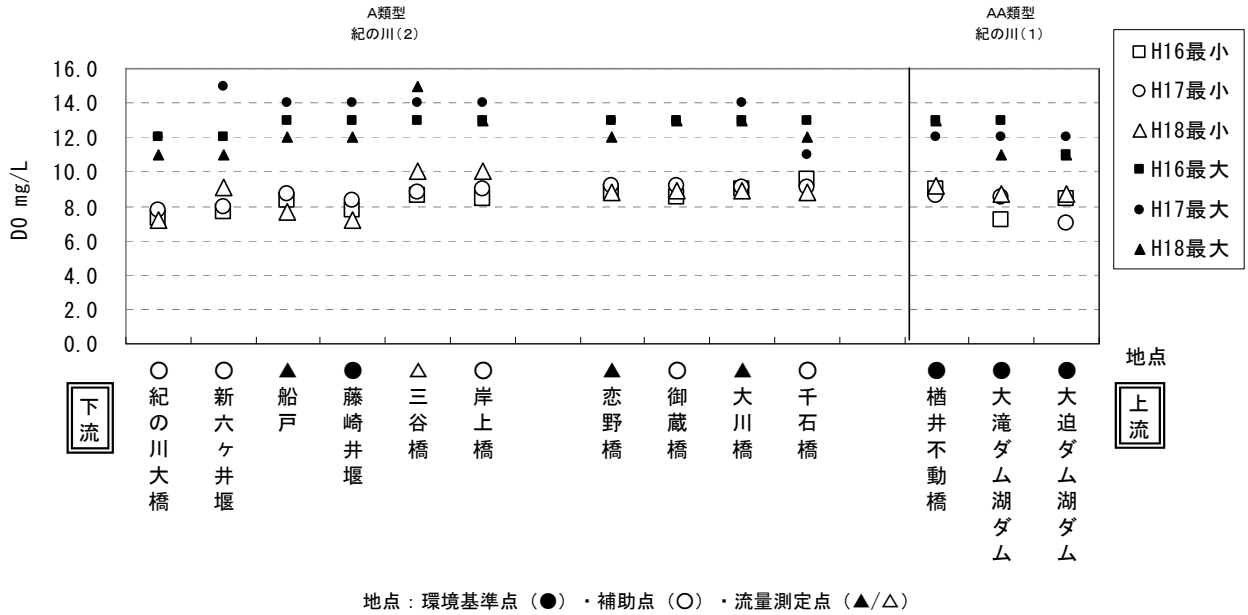 A類型
紀の川(2)
AA類型
紀の川(1)
□H16最小
○H17最小
△H18最小
■H16最大
●H17最大
▲H18最大
DO mg/L
16.0
14.0
12.0
10.0
8.0
6.0
4.0
2.0
0.0
地点
下流
紀の川大橋
新六ヶ井堰
船戸
藤崎井堰
三谷橋
岸上橋
恋野橋
御蔵橋
大川橋
千石橋
楢井不動橋
大滝ダム湖ダム
大迫ダム湖ダム
上流
地点：環境基準点（●）・補助点（○）・流量測定点（▲/△）